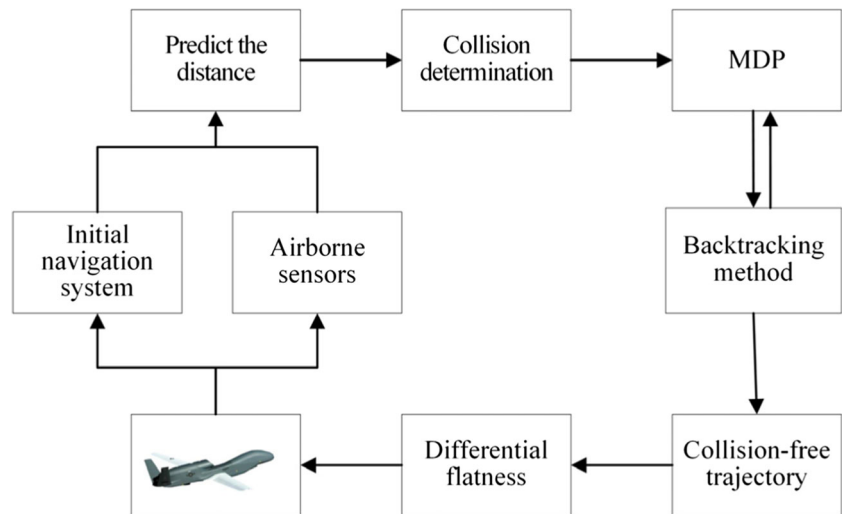 Predict the
distance
Collision
determination
MDP
Initial
navigation
system
Airborne
sensors
Backtracking
method
Differential
flatness
Collision-free
trajectory